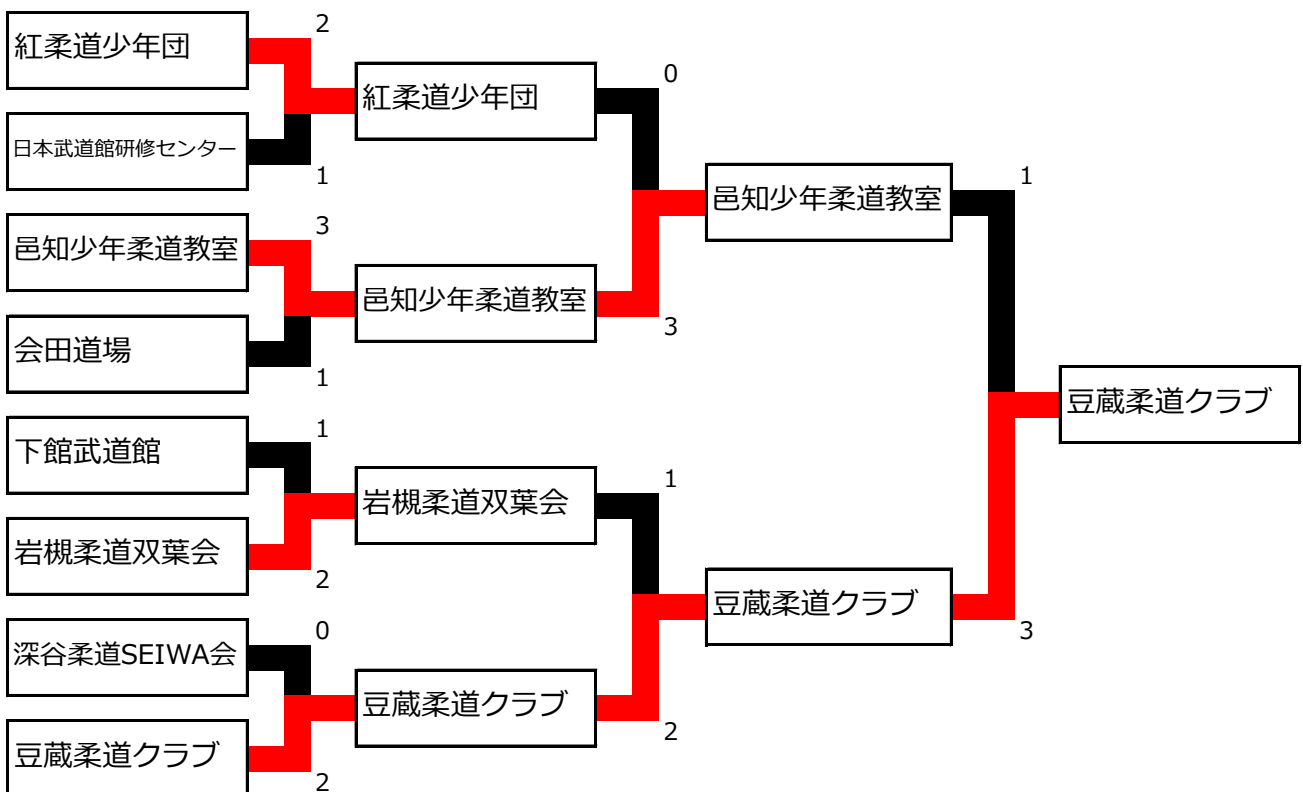 紅柔道少年団
2
日本武道館研修センター
1
邑知少年柔道教室
3
会田道場
1
下館武道館
1
岩槻柔道双葉会
2
深谷柔道SEIWA会
0
豆蔵柔道クラブ
2
紅柔道少年団
0
邑知少年柔道教室
3
岩槻柔道双葉会
1
豆蔵柔道クラブ
2
邑知少年柔道教室
1
豆蔵柔道クラブ
3
豆蔵柔道クラブ